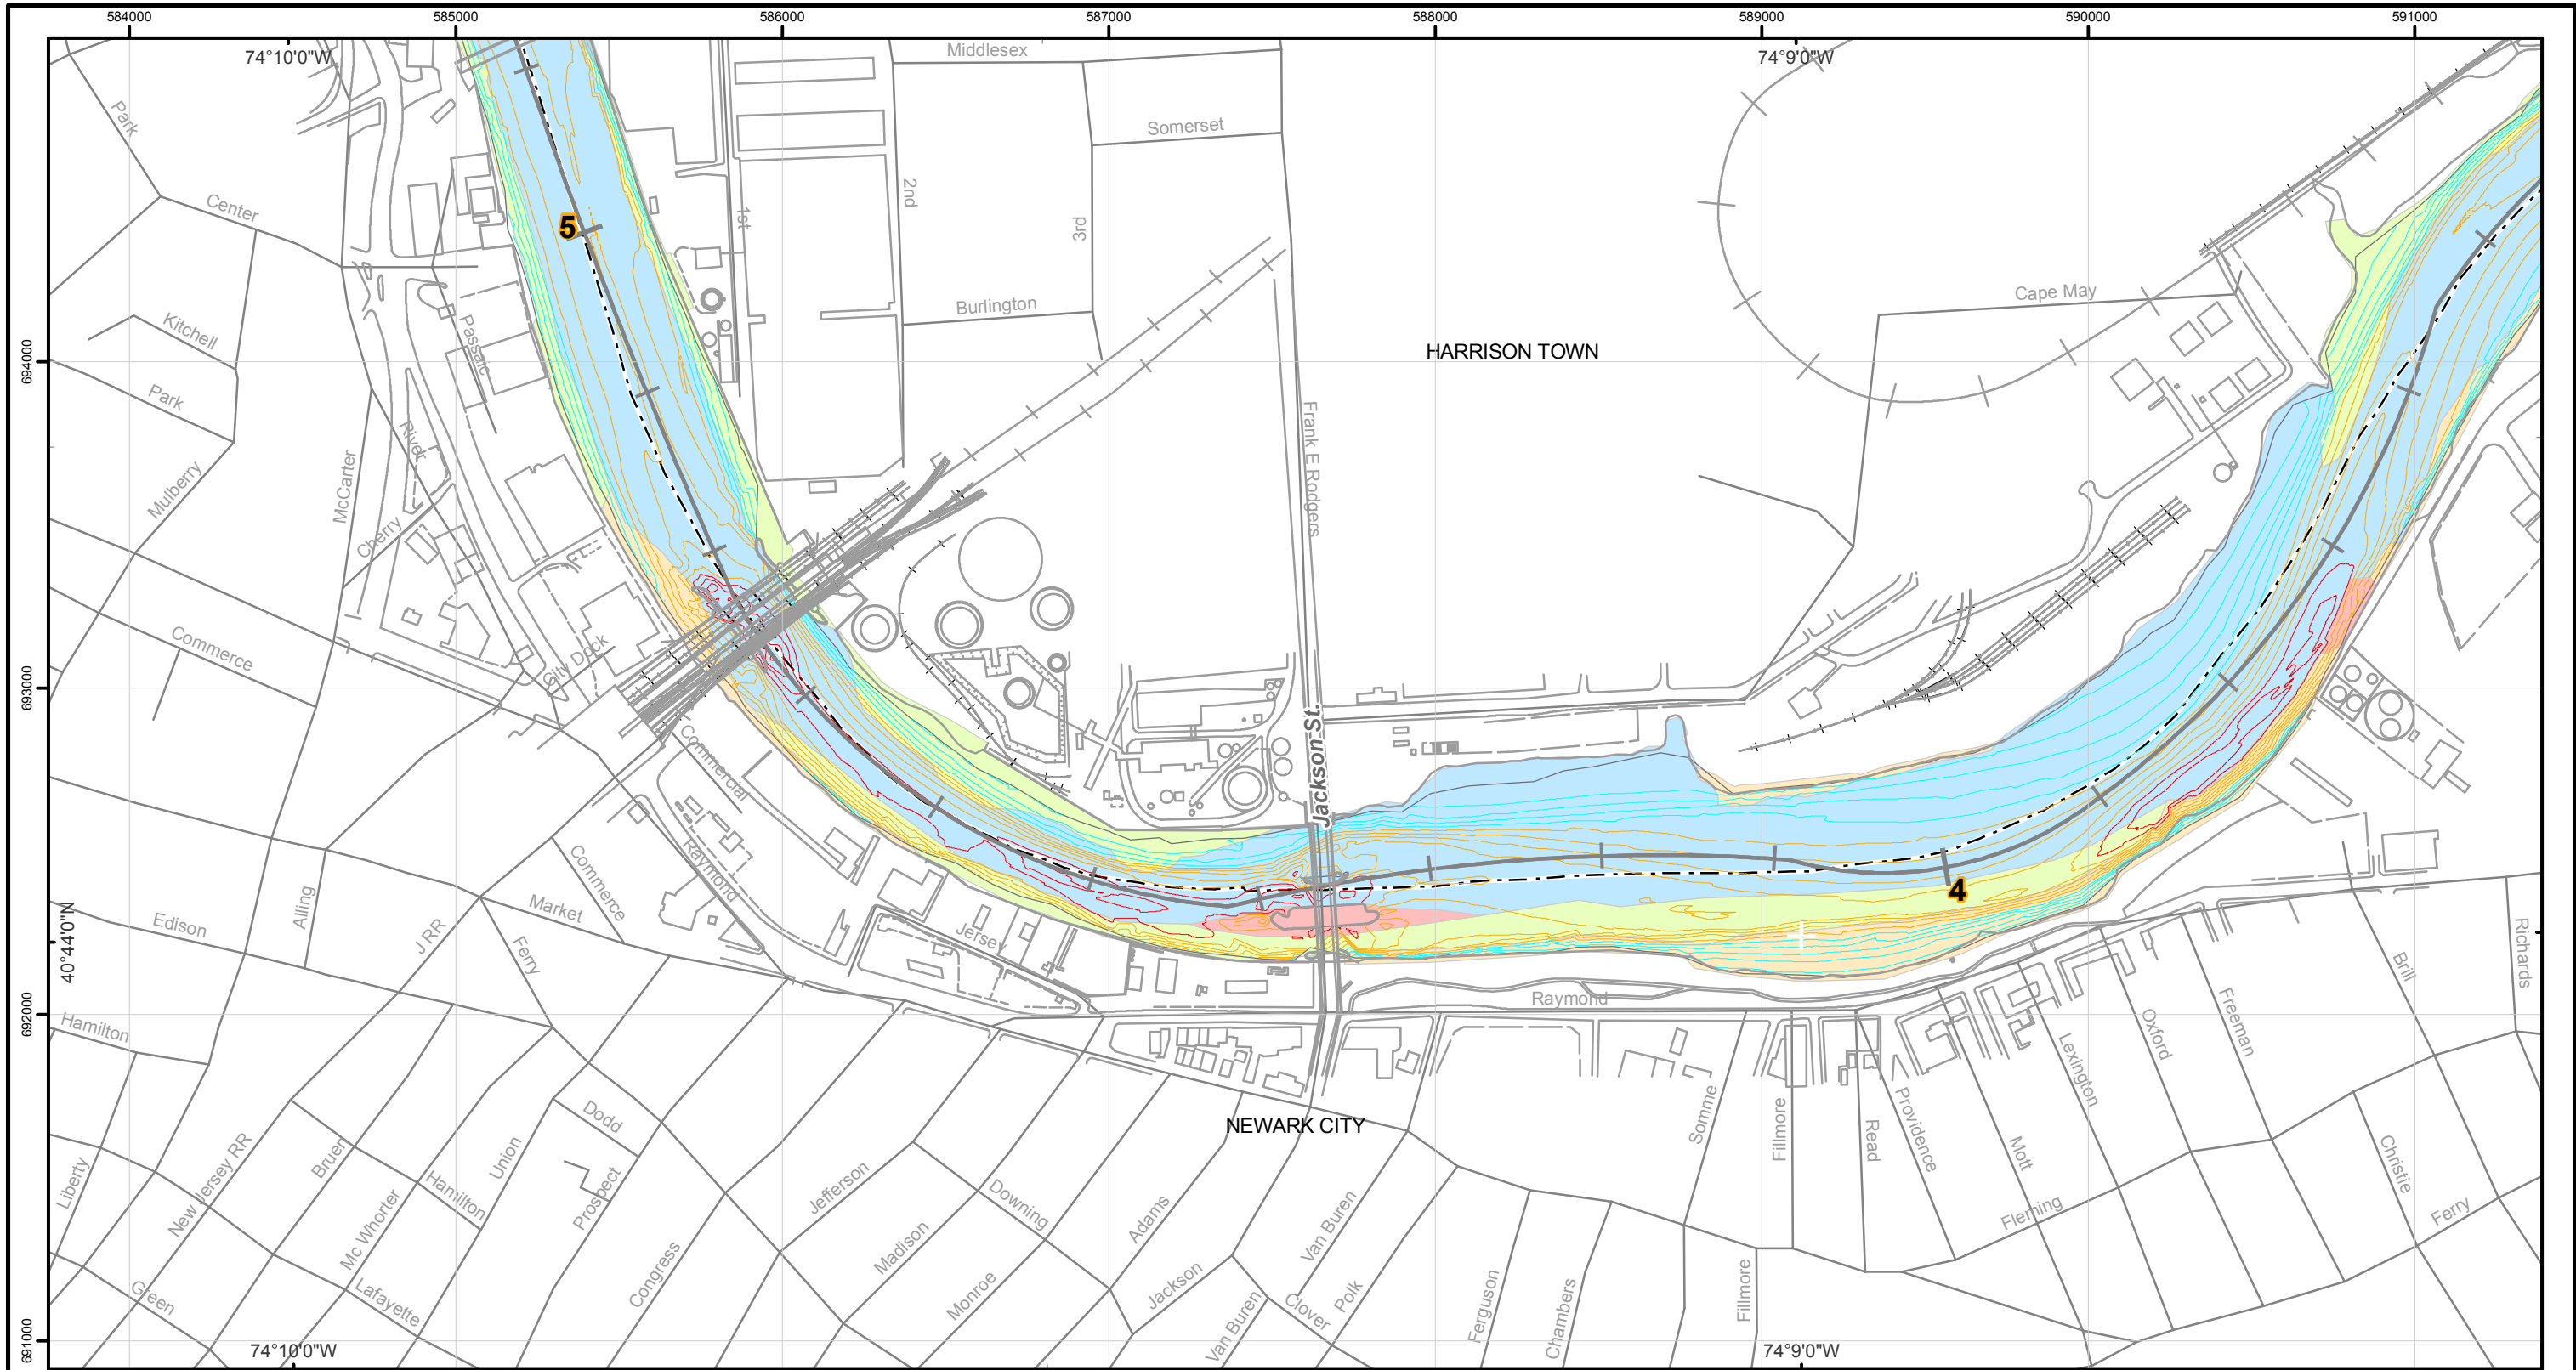 584000 585000 586000 587000 588000 589000 590000 591000
74°10'0"W
74°9'0"W
Middlesex
Park
Somerset
Center
5
1st
2nd
3rd
Cape May
Burlington
Kitchell
Passaic
694000
HARRISON TOWN
Park
River
Frank E Rodgers
Mulberry
McCarter
Cherry
Commerce
City Dock
693000
Commercial
Jackson St.
Raymond
Commerce
4
Alling
Market
Edison
J RR
Ferry
Jersey
40°44'0"N
Richards
Brill
Raymond
692000
Hamilton
Freeman
Oxford
Lexington
Dodd
Somme
Fillmore
Read
Providence
NEWARK CITY
Mott
Christie
Liberty
New Jersey RR
Bruen
Union
Hamilton
Prospect
Jefferson
Downing
Adams
Van Buren
Fleming
Ferry
Mc Whorter
Madison
Congress
Monroe
Jackson
Green
Lafayette
Van Buren
Clover
Polk
Ferguson
Chambers
Fillmore
691000
74°10'0"W
74°9'0"W